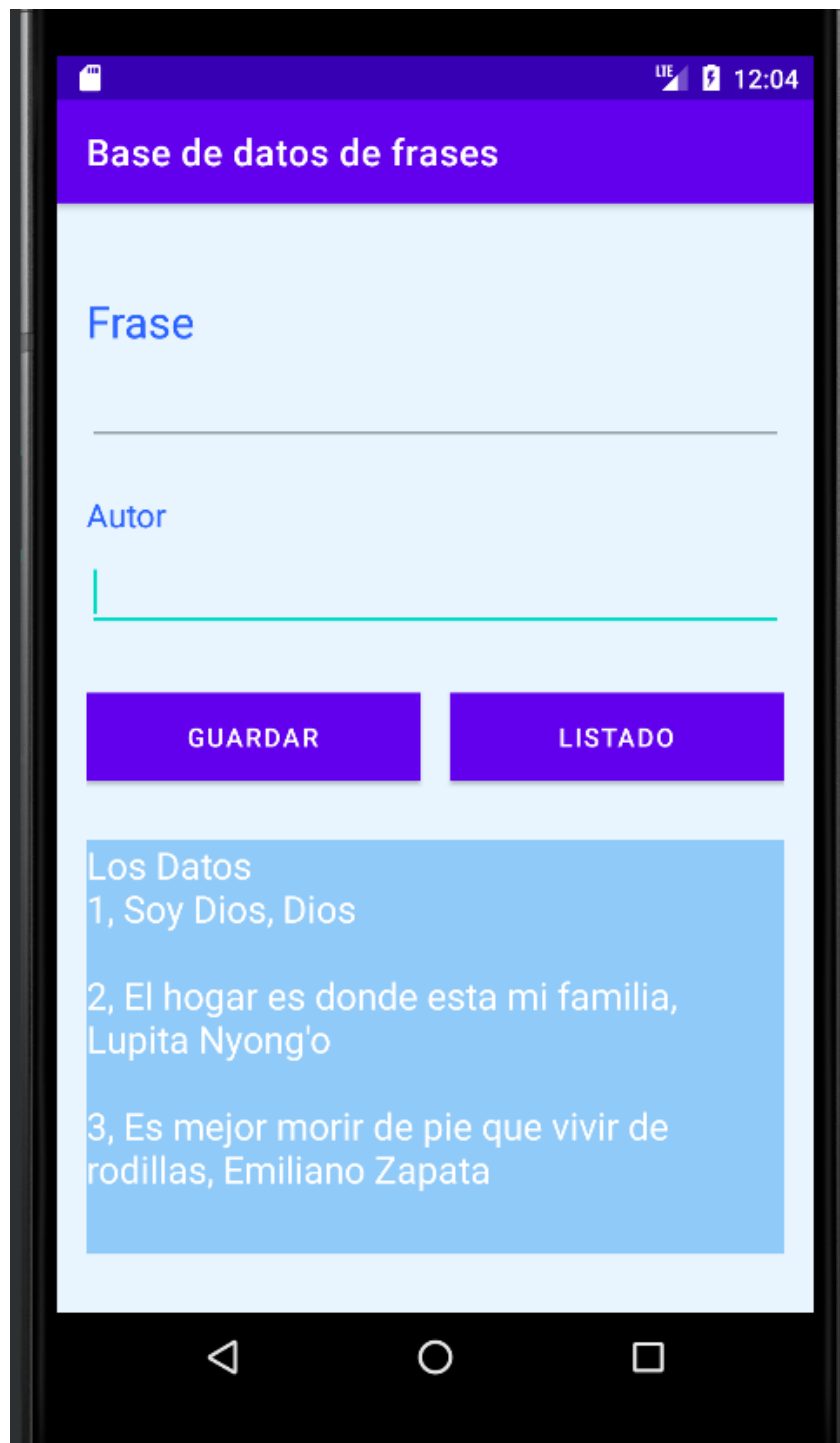 LTE 12:04
Base de datos de frases
Frase
Autor
GUARDAR LISTADO
Los Datos
1, Soy Dios, Dios
2, El hogar es donde esta mi familia,
Lupita Nyong'o
3, Es mejor morir de pie que vivir de
rodillas, Emiliano Zapata